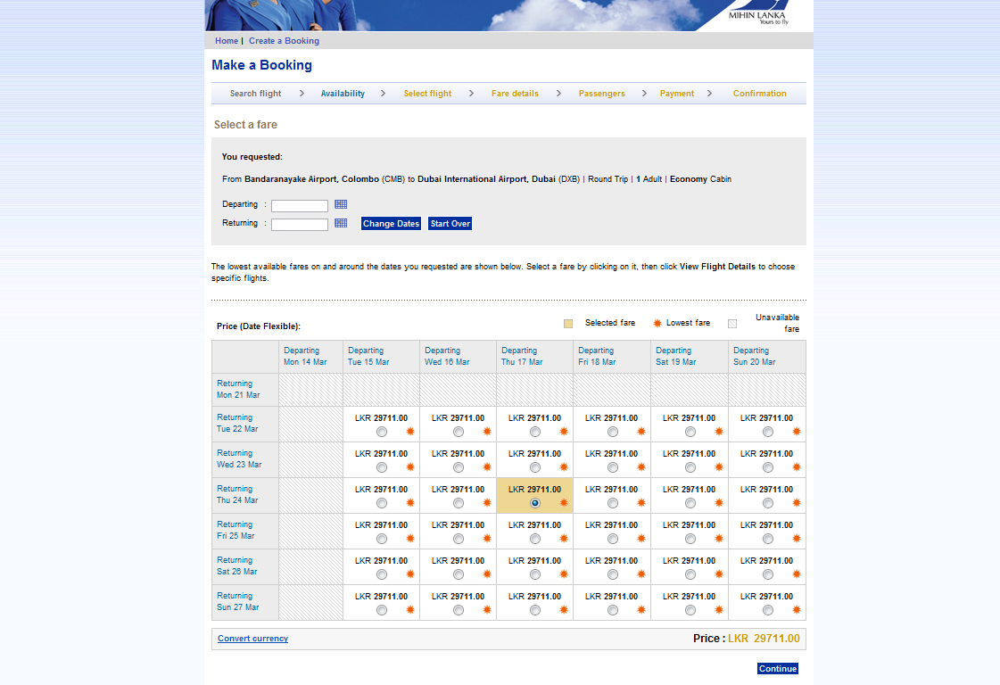 MIHIN LANKA
Yours to fly
Home | Create a Booking
Make a Booking
Search flight > Availability > Select flight > Fare details > Passengers > Payment > Confirmation
Select a fare
You requested:
From Bandaranayake Airport, Colombo (CMB) to Dubai International Airport, Dubai (DXB) | Round Trip | 1 Adult | Economy Cabin
Departing :
Returning : Change Dates Start Over
The lowest available fares on and around the dates you requested are shown below. Select a fare by clicking on it, then click View Flight Details to choose
specific flights.
Price (Date Flexible): Selected fare Lowest fare Unavailable
fare
Departing Departing Departing Departing Departing Departing Departing
Mon 14 Mar Tue 15 Mar Wed 16 Mar Thu 17 Mar Fri 18 Mar Sat 19 Mar Sun 20 Mar
Returning
Mon 21 Mar
Returning LKR 29711.00 LKR 29711.00 LKR 29711.00 LKR 29711.00 LKR 29711.00 LKR 29711.00
Tue 22 Mar
Returning LKR 29711.00 LKR 29711.00 LKR 29711.00 LKR 29711.00 LKR 29711.00 LKR 29711.00
Wed 23 Mar
Returning LKR 29711.00 LKR 29711.00 LKR 29711.00 LKR 29711.00 LKR 29711.00 LKR 29711.00
Thu 24 Mar
Returning LKR 29711.00 LKR 29711.00 LKR 29711.00 LKR 29711.00 LKR 29711.00 LKR 29711.00
Fri 25 Mar
Returning LKR 29711.00 LKR 29711.00 LKR 29711.00 LKR 29711.00 LKR 29711.00 LKR 29711.00
Sat 26 Mar
Returning LKR 29711.00 LKR 29711.00 LKR 29711.00 LKR 29711.00 LKR 29711.00 LKR 29711.00
Sun 27 Mar
Convert currency Price : LKR 29711.00
Continue